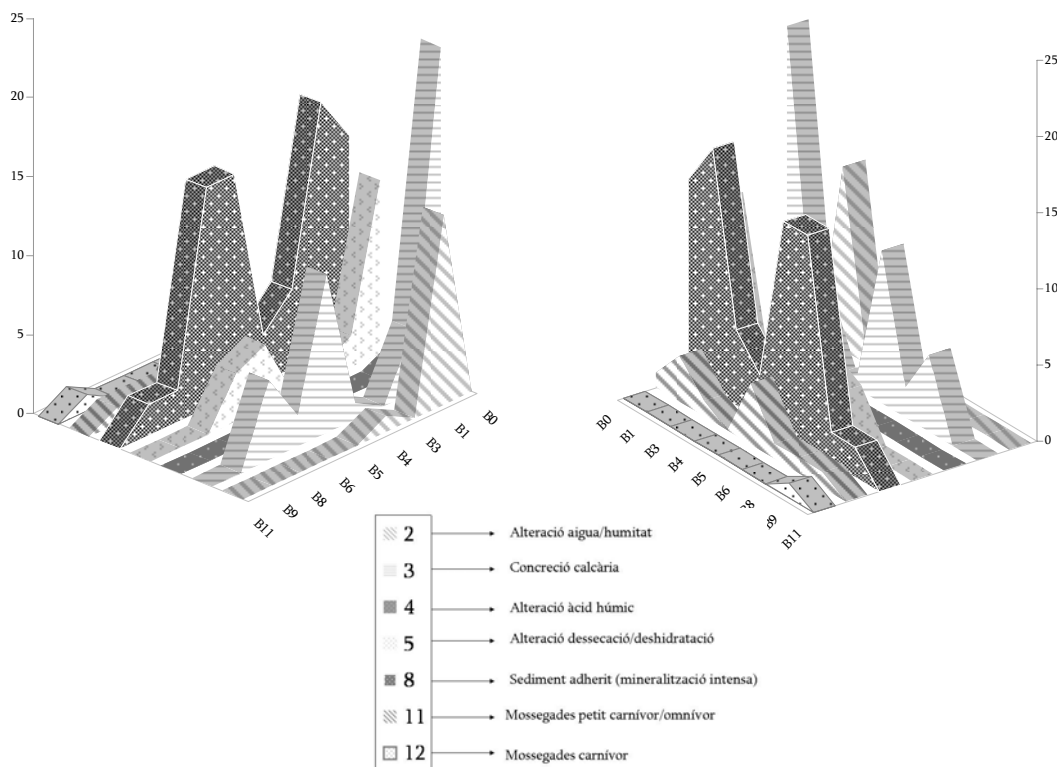 25
20
15
10
5
0
B0
B1
B3
B4
B5
B6
B8
B9
B11
25
20
15
10
5
0
B0
B1
B3
B4
B5
B6
B11
2 Alteració aigua/humitat
3 Concreció calcària
4 Alteració àcid húmic
5 Alteració dessecació/deshidratació
8 Sediment adherit (mineralització intensa)
11 Mossegades petit carnívor/omnívor
12 Mossegades carnívor